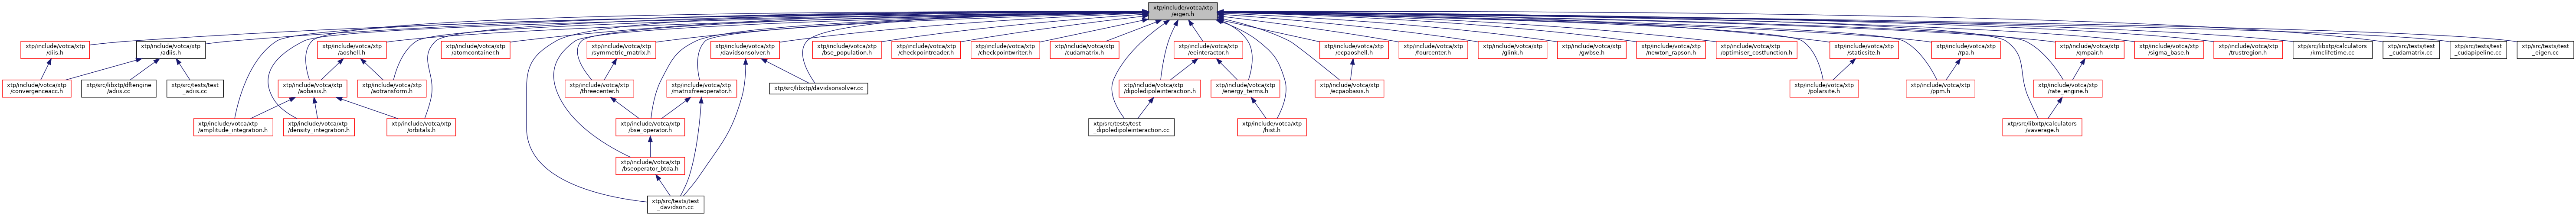 xtp/include/votca/xtp
/eigen.h
xtp/include/votca/xtp
/diis.h
xtp/include/votca/xtp
/adiis.h
xtp/include/votca/xtp
/aoshell.h
xtp/include/votca/xtp
/atomcontainer.h
xtp/include/votca/xtp
/symmetric_matrix.h
xtp/include/votca/xtp
/davidsonsolver.h
xtp/include/votca/xtp
/bse_population.h
xtp/include/votca/xtp
/checkpointreader.h
xtp/include/votca/xtp
/checkpointwriter.h
xtp/include/votca/xtp
/cudamatrix.h
xtp/include/votca/xtp
/eeinteractor.h
xtp/include/votca/xtp
/ecpaoshell.h
xtp/include/votca/xtp
/fourcenter.h
xtp/include/votca/xtp
/glink.h
xtp/include/votca/xtp
/gwbse.h
xtp/include/votca/xtp
/newton_rapson.h
xtp/include/votca/xtp
/optimiser_costfunction.h
xtp/include/votca/xtp
/staticsite.h
xtp/include/votca/xtp
/rpa.h
xtp/include/votca/xtp
/qmpair.h
xtp/include/votca/xtp
/sigma_base.h
xtp/include/votca/xtp
/trustregion.h
xtp/src/libxtp/calculators
/kmclifetime.cc
xtp/src/tests/test
_cudamatrix.cc
xtp/src/tests/test
_cudapipeline.cc
xtp/src/tests/test
_eigen.cc
xtp/include/votca/xtp
/convergenceacc.h
xtp/src/libxtp/dftengine
/adiis.cc
xtp/src/tests/test
_adiis.cc
xtp/include/votca/xtp
/aobasis.h
xtp/include/votca/xtp
/aotransform.h
xtp/include/votca/xtp
/threecenter.h
xtp/include/votca/xtp
/matrixfreeoperator.h
xtp/src/libxtp/davidsonsolver.cc
xtp/include/votca/xtp
/dipoledipoleinteraction.h
xtp/include/votca/xtp
/energy_terms.h
xtp/include/votca/xtp
/ecpaobasis.h
xtp/include/votca/xtp
/polarsite.h
xtp/include/votca/xtp
/ppm.h
xtp/include/votca/xtp
/rate_engine.h
xtp/include/votca/xtp
/amplitude_integration.h
xtp/include/votca/xtp
/density_integration.h
xtp/include/votca/xtp
/orbitals.h
xtp/include/votca/xtp
/bse_operator.h
xtp/src/tests/test
_dipoledipoleinteraction.cc
xtp/include/votca/xtp
/hist.h
xtp/src/libxtp/calculators
/vaverage.h
xtp/include/votca/xtp
/bseoperator_btda.h
xtp/src/tests/test
_davidson.cc